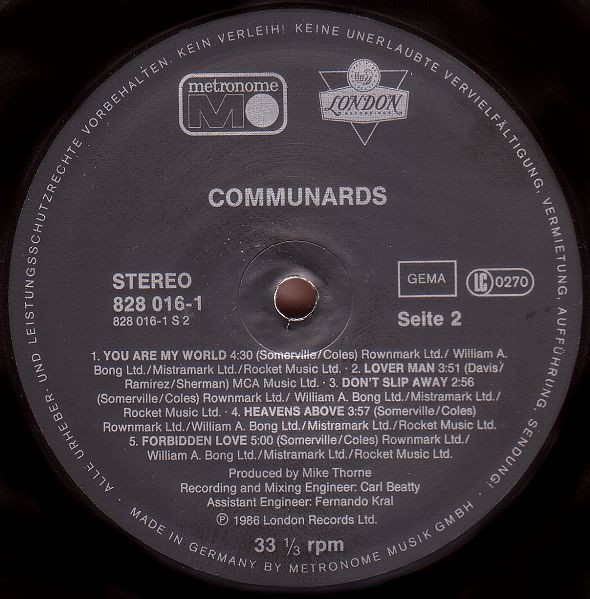 ALLE URHEBER UND LEISTUNGSSCHUTZRECHTE VORBEHALTEN. KEIN VERLEIH! KEINE UNERLAUBTE VERVIELFÄLTIGUNG, VERMIETUNG, AUFFÜHRUNG, SENDUNG!
metronome
M
LONDON
RECORDINGS
COMMUNARDS
STEREO
828 016-1
828 016-1 S 2
GEMA
LC 0270
Seite 2
1. YOU ARE MY WORLD 4:30 (Somerville/Coles) Rownmark Ltd./ William A.
Bong Ltd./Mistramark Ltd./Rocket Music Ltd. · 2. LOVER MAN 3:51 (Davis/
Ramirez/Sherman) MCA Music Ltd. · 3. DON'T SLIP AWAY 2:56
(Somerville/Coles) Rownmark Ltd./ William A. Bong Ltd./Mistramark Ltd./
Rocket Music Ltd. · 4. HEAVENS ABOVE 3:57 (Somerville/Coles)
Rownmark Ltd./William A. Bong Ltd./Mistramark Ltd./Rocket Music Ltd.
5. FORBIDDEN LOVE 5:00 (Somerville/Coles) Rownmark Ltd./
William A. Bong Ltd./Mistramark Ltd./Rocket Music Ltd.
Produced by Mike Thorne
Recording and Mixing Engineer: Carl Beatty
Assistant Engineer: Fernando Kral
Ⓟ 1986 London Records Ltd.
33 1/3 rpm
MADE IN GERMANY BY METRONOME MUSIK GMBH